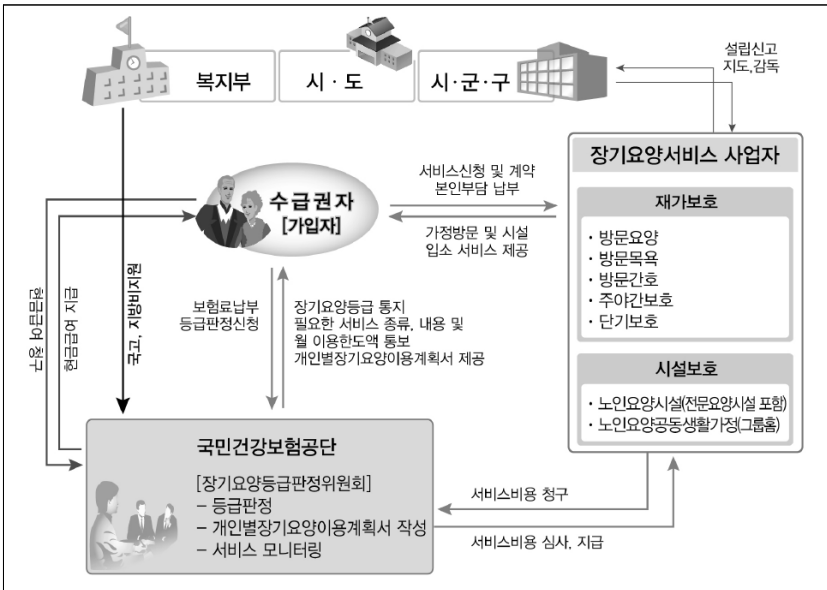 복지부
시 · 도
시·군·구
설립신고
지도,감독
장기요양서비스 사업자
재가보호
· 방문요양
· 방문목욕
· 방문간호
· 주야간보호
· 단기보호
시설보호
· 노인요양시설(전문요양시설 포함)
· 노인요양공동생활가정(그룹홈)
수급권자
[가입자]
서비스신청 및 계약
본인부담 납부
가정방문 및 시설
입소 서비스 제공
현금급여 청구
현금급여 지급
국고, 지방비지원
보험료납부
등급판정신청
장기요양등급 통지
필요한 서비스 종류, 내용 및
월 이용한도액 통보
개인별장기요양이용계획서 제공
국민건강보험공단
[장기요양등급판정위원회]
– 등급판정
– 개인별장기요양이용계획서 작성
– 서비스 모니터링
서비스비용 청구
서비스비용 심사, 지급